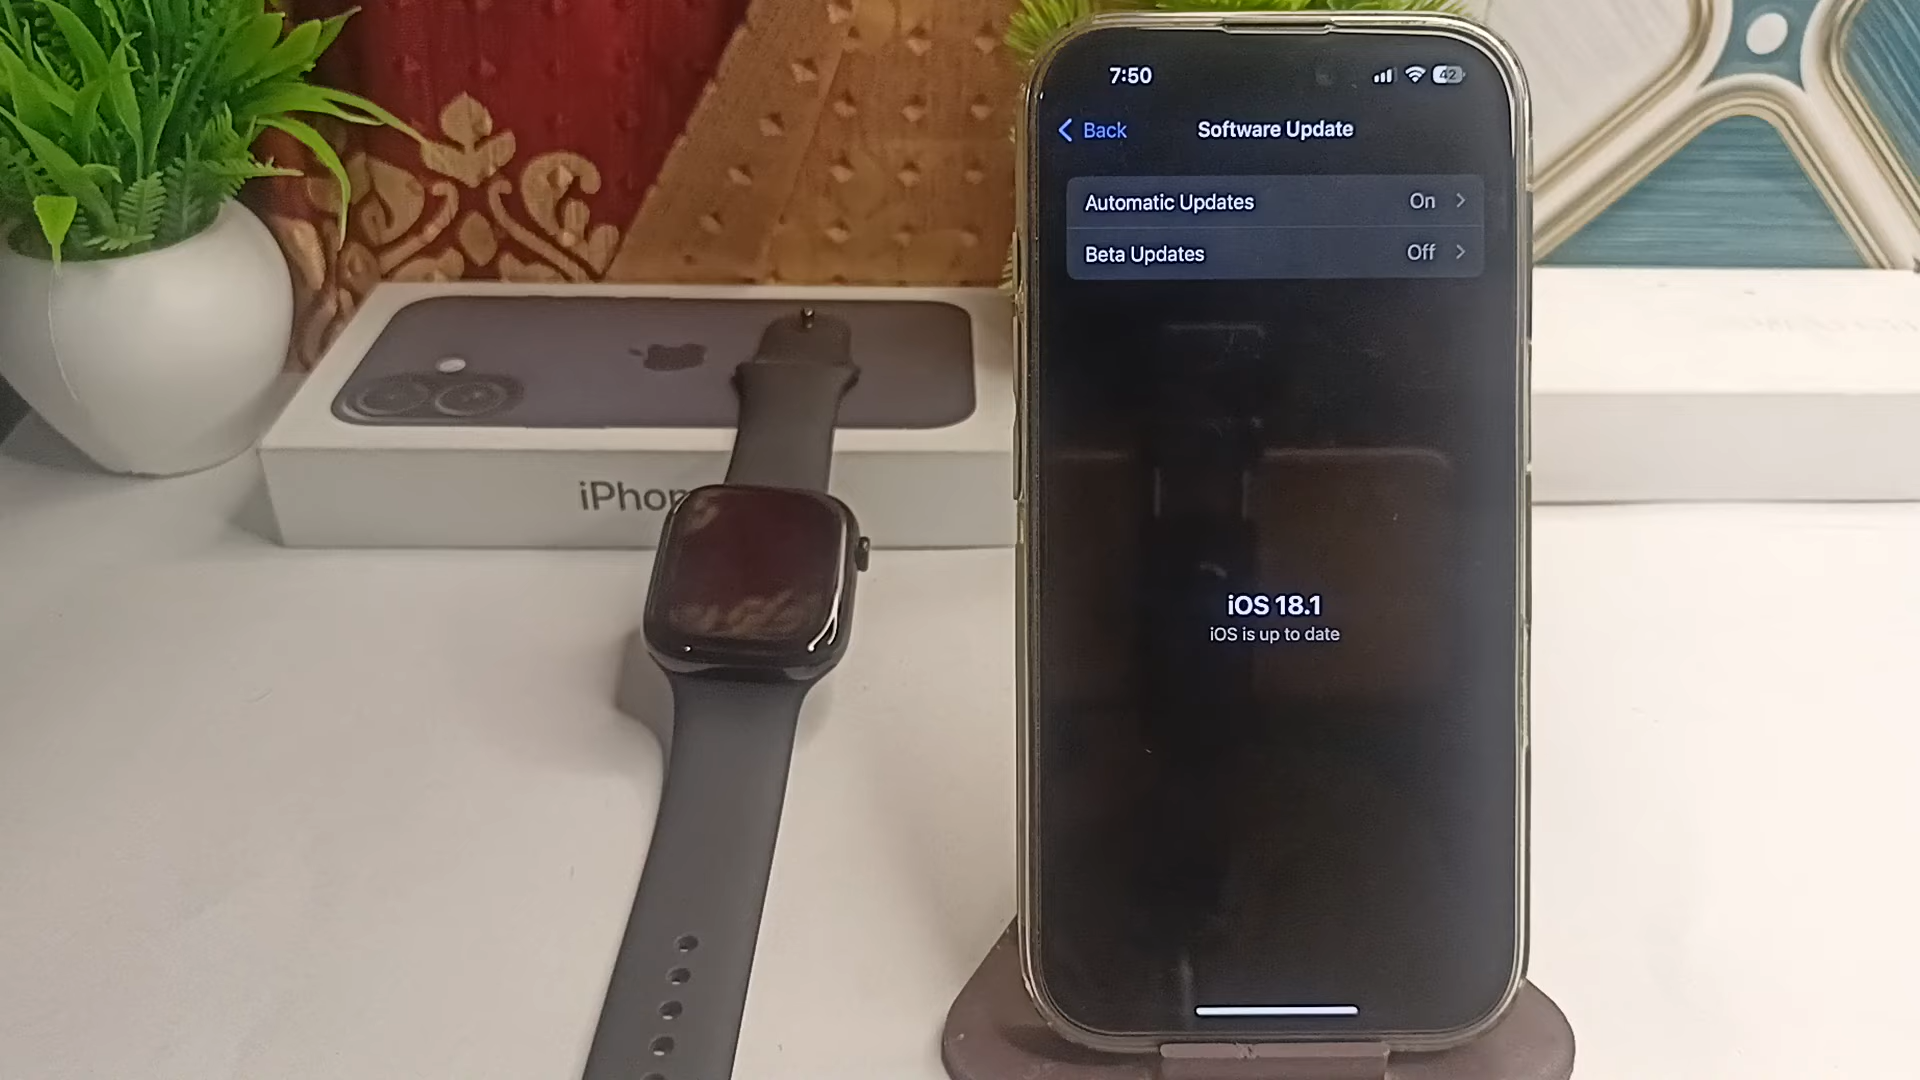 7:50
42
Back
Software Update
Automatic Updates On
Beta Updates Off
iPhon
iOS 18.1
iOS is up to date